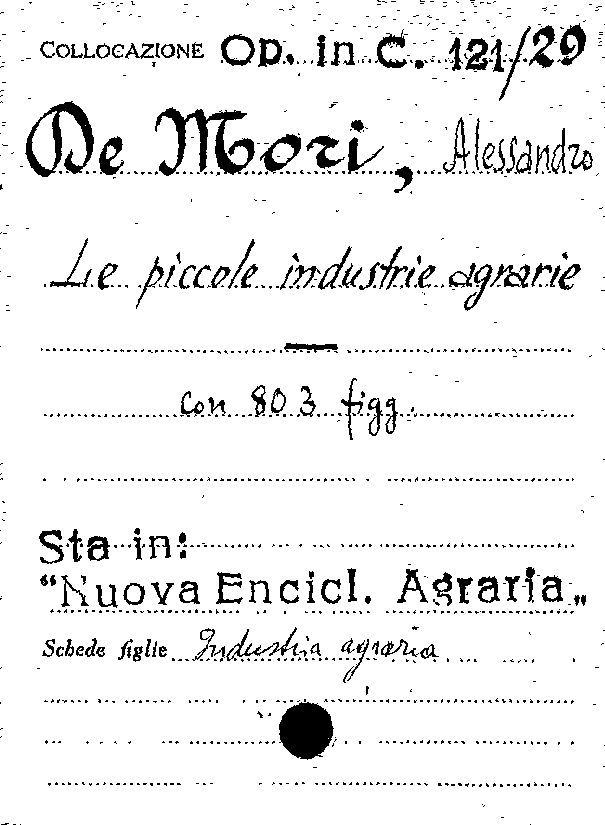 COLLOCAZIONE Op. in C. 121/29
De Mori, Alessandro
Le piccole industrie agrarie
con 803 figg.
Sta in:
“Nuova Encicl. Agraria„
Schede figlie Industria agraria